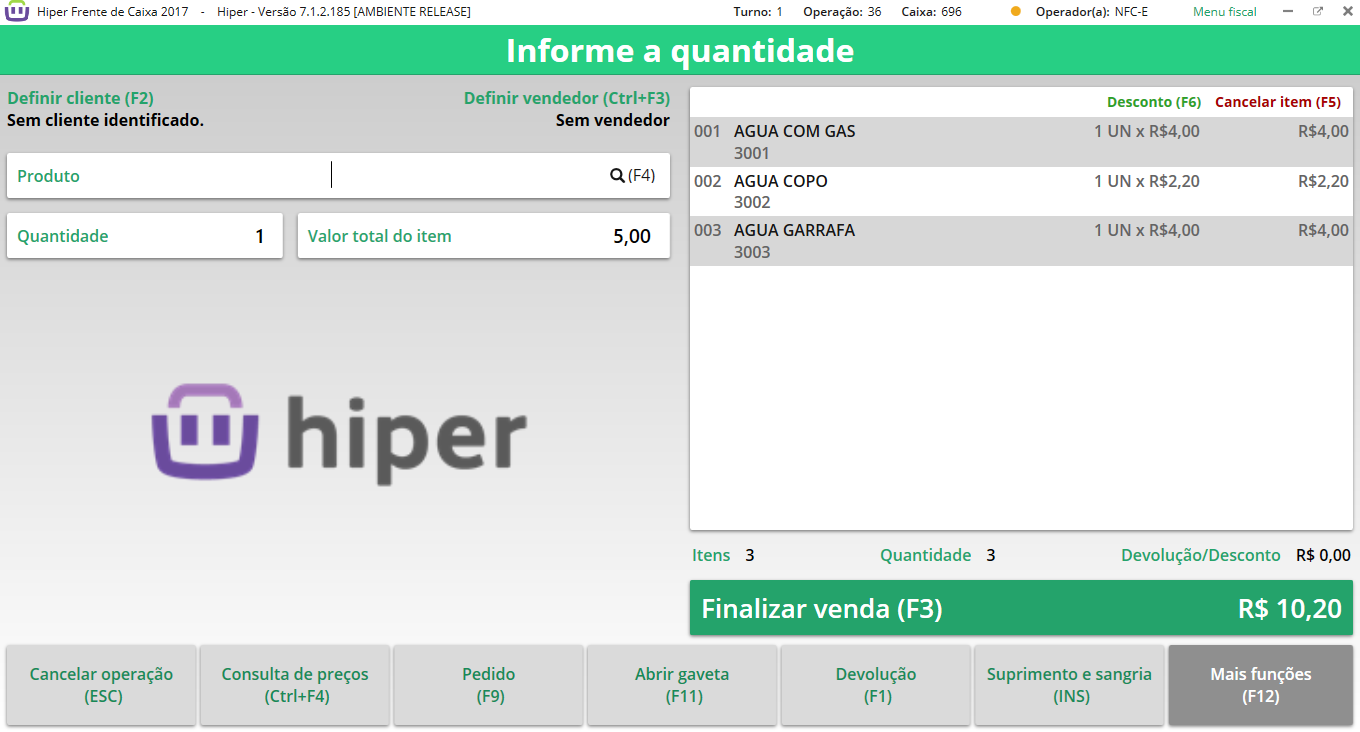 Hiper Frente de Caixa 2017 - Hiper - Versão 7.1.2.185 [AMBIENTE RELEASE] Turno: 1 Operação: 36 Caixa: 696 Operador(a): NFC-E Menu fiscal
Informe a quantidade
Definir cliente (F2) Definir vendedor (Ctrl+F3)
Sem cliente identificado. Sem vendedor
Produto (F4)
Quantidade 1 Valor total do item 5,00
hiper
Desconto (F6) Cancelar item (F5)
001 AGUA COM GAS 1 UN x R$4,00 R$4,00
3001
002 AGUA COPO 1 UN x R$2,20 R$2,20
3002
003 AGUA GARRAFA 1 UN x R$4,00 R$4,00
3003
Itens 3 Quantidade 3 Devolução/Desconto R$ 0,00
Finalizar venda (F3) R$ 10,20
Cancelar operação
(ESC)
Consulta de preços
(Ctrl+F4)
Pedido
(F9)
Abrir gaveta
(F11)
Devolução
(F1)
Suprimento e sangria
(INS)
Mais funções
(F12)